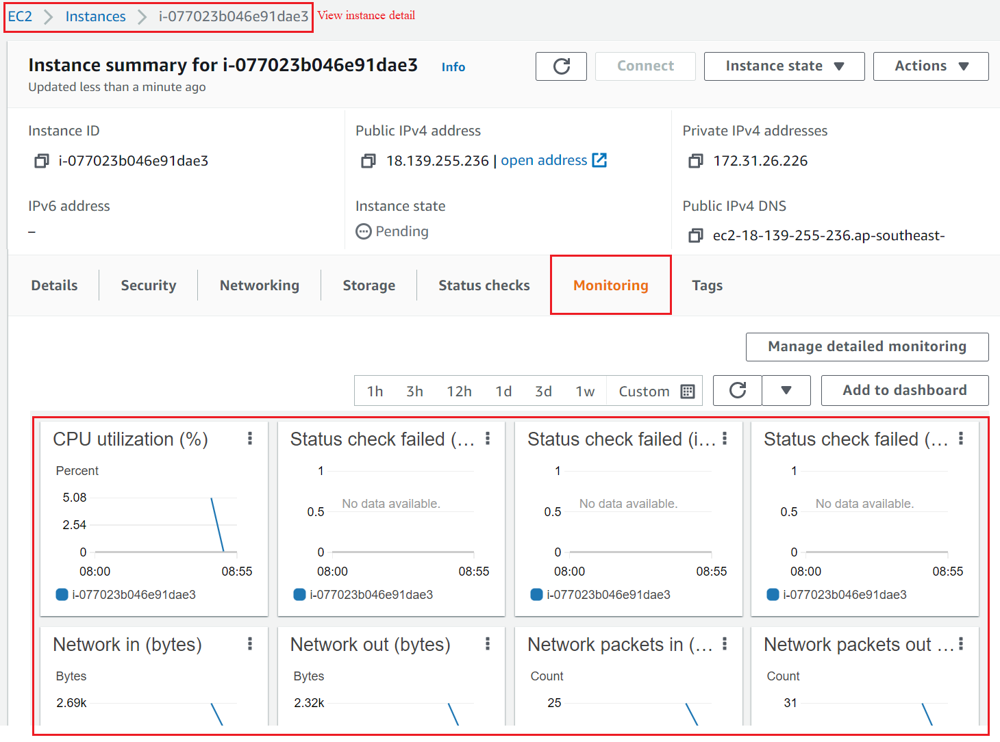 EC2 Instances i-077023b046e91dae3 View instance detail
Instance summary for i-077023b046e91dae3 Info Connect Instance state Actions
Updated less than a minute ago
Instance ID Public IPv4 address Private IPv4 addresses
i-077023b046e91dae3 18.139.255.236 | open address 172.31.26.226
IPv6 address Instance state Public IPv4 DNS
– Pending ec2-18-139-255-236.ap-southeast-
Details Security Networking Storage Status checks Monitoring Tags
Manage detailed monitoring
1h 3h 12h 1d 3d 1w Custom Add to dashboard
CPU utilization (%) Status check failed (... Status check failed (i... Status check failed (...
Percent 1 1 1
5.08 No data available. No data available. No data available.
2.54 0.5 0.5 0.5
0 0 0 0
08:00 08:55 08:00 08:55 08:00 08:55 08:00 08:55
i-077023b046e91dae3 i-077023b046e91dae3 i-077023b046e91dae3 i-077023b046e91dae3
Network in (bytes) Network out (bytes) Network packets in (... Network packets out ...
Bytes Bytes Count Count
2.69k 2.32k 25 31